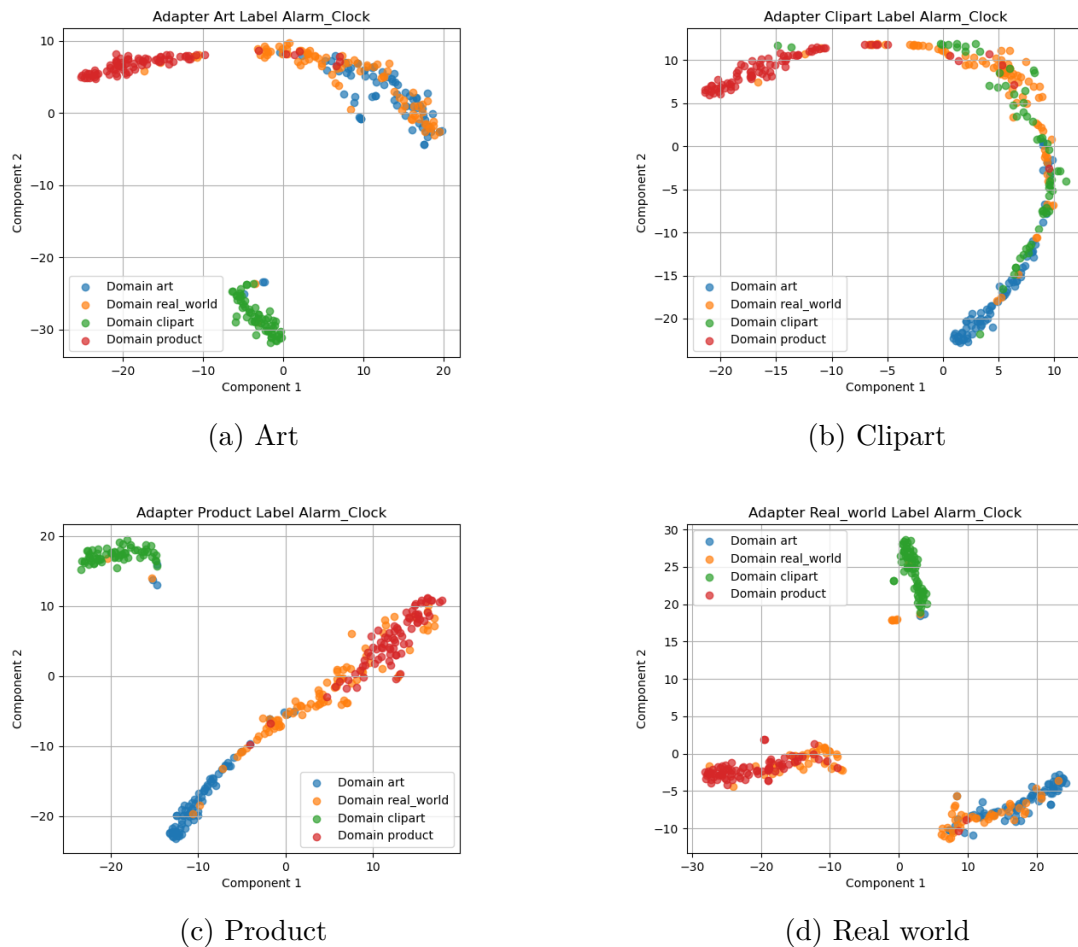 Adapter Art Label Alarm_Clock
10
0
−10
−20
−30
Component 2
Domain art
Domain real_world
Domain clipart
Domain product
−20
−10
0
10
20
Component 1
(a) Art
Adapter Clipart Label Alarm_Clock
10
5
0
−5
−10
−15
−20
Component 2
Domain art
Domain real_world
Domain clipart
Domain product
−20
−15
−10
−5
0
5
10
Component 1
(b) Clipart
Adapter Product Label Alarm_Clock
20
10
0
−10
−20
Component 2
Domain art
Domain real_world
Domain clipart
Domain product
−20
−10
0
10
Component 1
(c) Product
Adapter Real_world Label Alarm_Clock
30
25
20
15
10
5
0
−5
−10
Component 2
Domain art
Domain real_world
Domain clipart
Domain product
−30
−20
−10
0
10
20
Component 1
(d) Real world